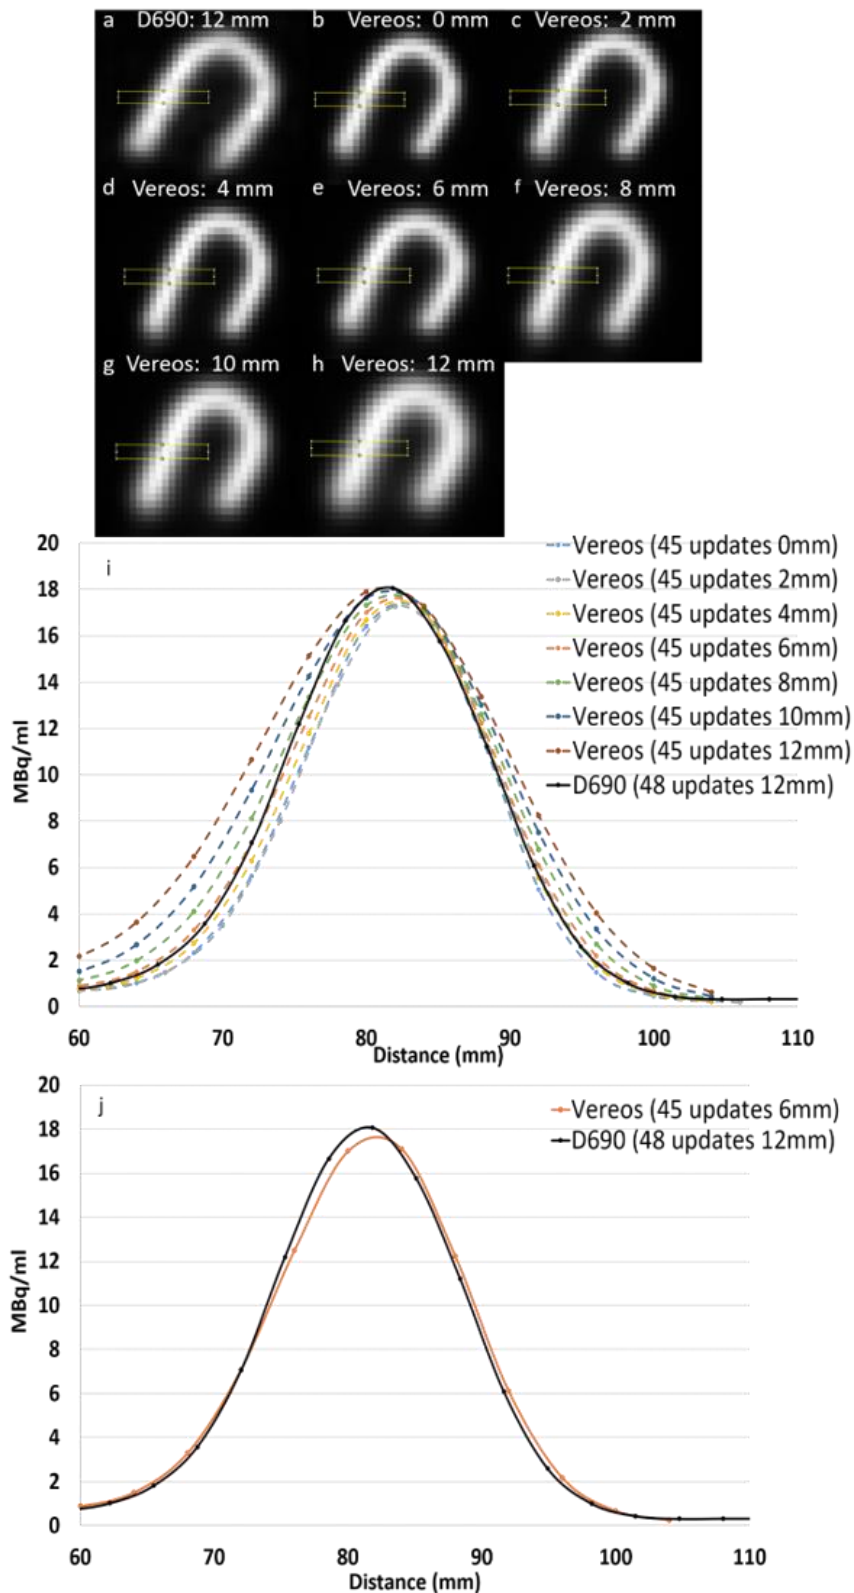 a D690: 12 mm b Vereos: 0 mm c Vereos: 2 mm
d Vereos: 4 mm e Vereos: 6 mm f Vereos: 8 mm
g Vereos: 10 mm h Vereos: 12 mm
i
Vereos (45 updates 0mm)
Vereos (45 updates 2mm)
Vereos (45 updates 4mm)
Vereos (45 updates 6mm)
Vereos (45 updates 8mm)
Vereos (45 updates 10mm)
Vereos (45 updates 12mm)
D690 (48 updates 12mm)
MBq/ml
20
18
16
14
12
10
8
6
4
2
0
60 70 80 90 100 110
Distance (mm)
j
Vereos (45 updates 6mm)
D690 (48 updates 12mm)
MBq/ml
20
18
16
14
12
10
8
6
4
2
0
60 70 80 90 100 110
Distance (mm)